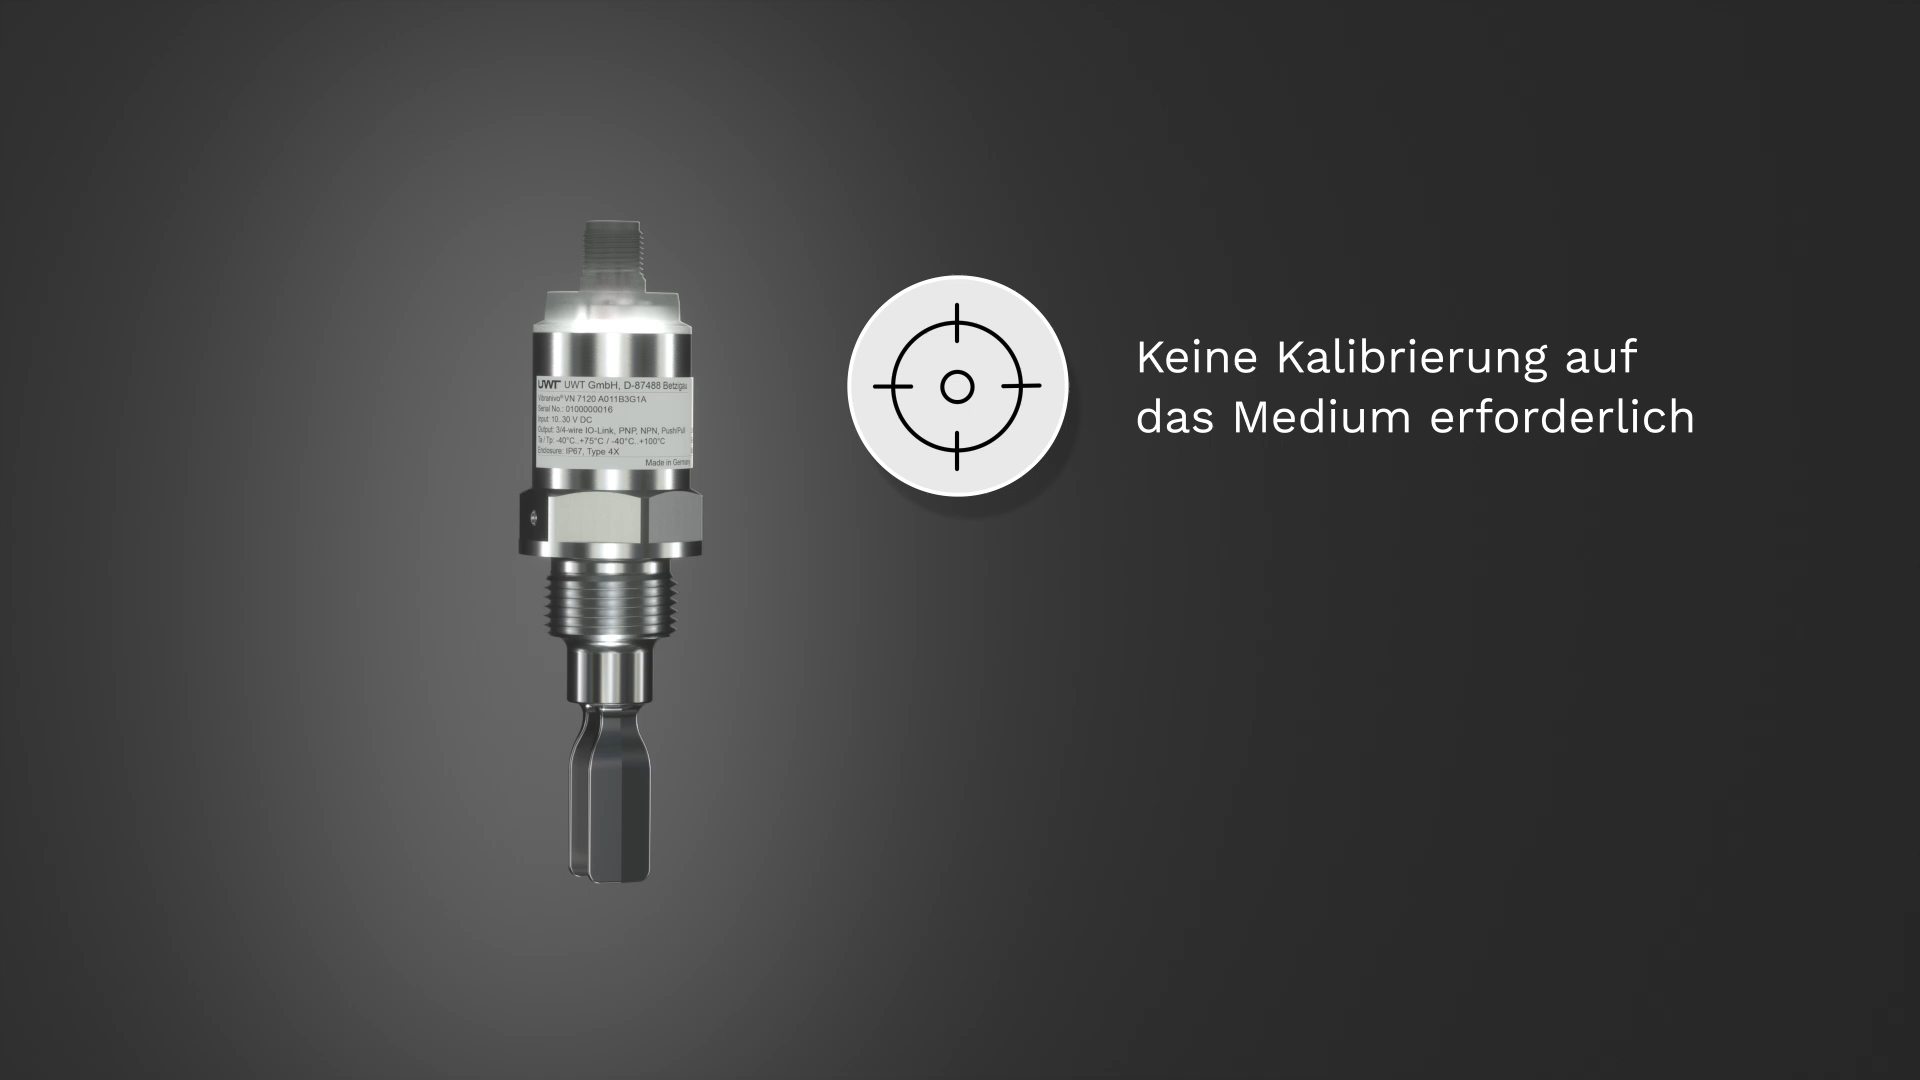 UWT UWT GmbH, D-87488 Betzigau
Vibranivo® VN 7120 A011B3G1A
Serial No.: 0100000016
Input: 10..30 V DC
Output: 3/4-wire IO-Link, PNP, NPN, Push/Pull
Ta / Tp: -40°C..+75°C / -40°C..+100°C
Enclosure: IP67, Type 4X
Made in Germany
Keine Kalibrierung auf
das Medium erforderlich